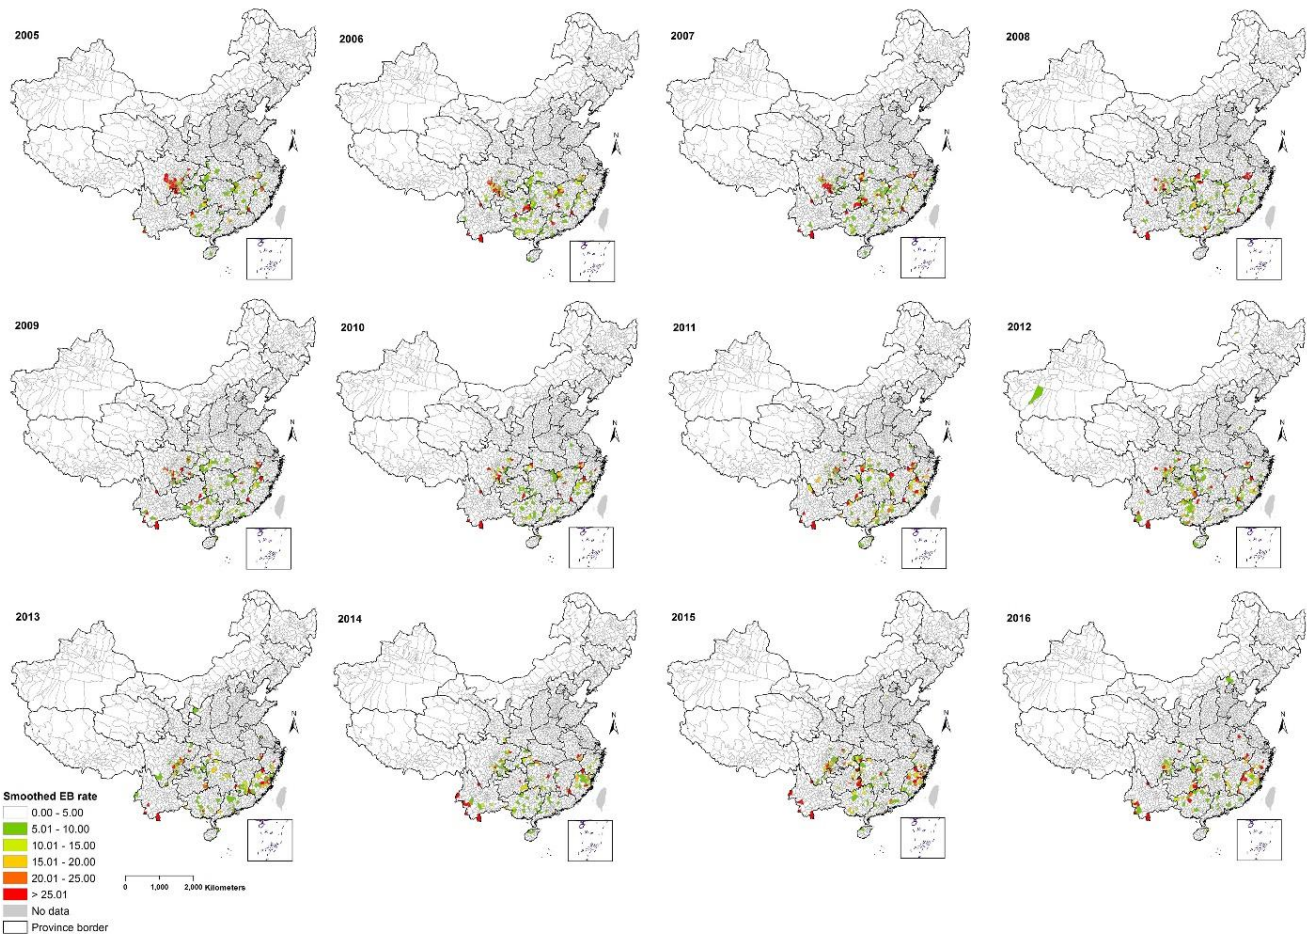 2005
2006
2007
2008
N
N
N
N
2009
2010
2011
2012
N
N
N
N
2013
2014
2015
2016
N
N
N
N
Smoothed EB rate
0.00 - 5.00
5.01 - 10.00
10.01 - 15.00
15.01 - 20.00
20.01 - 25.00
> 25.01
No data
Province border
0 1,000 2,000 Kilometers